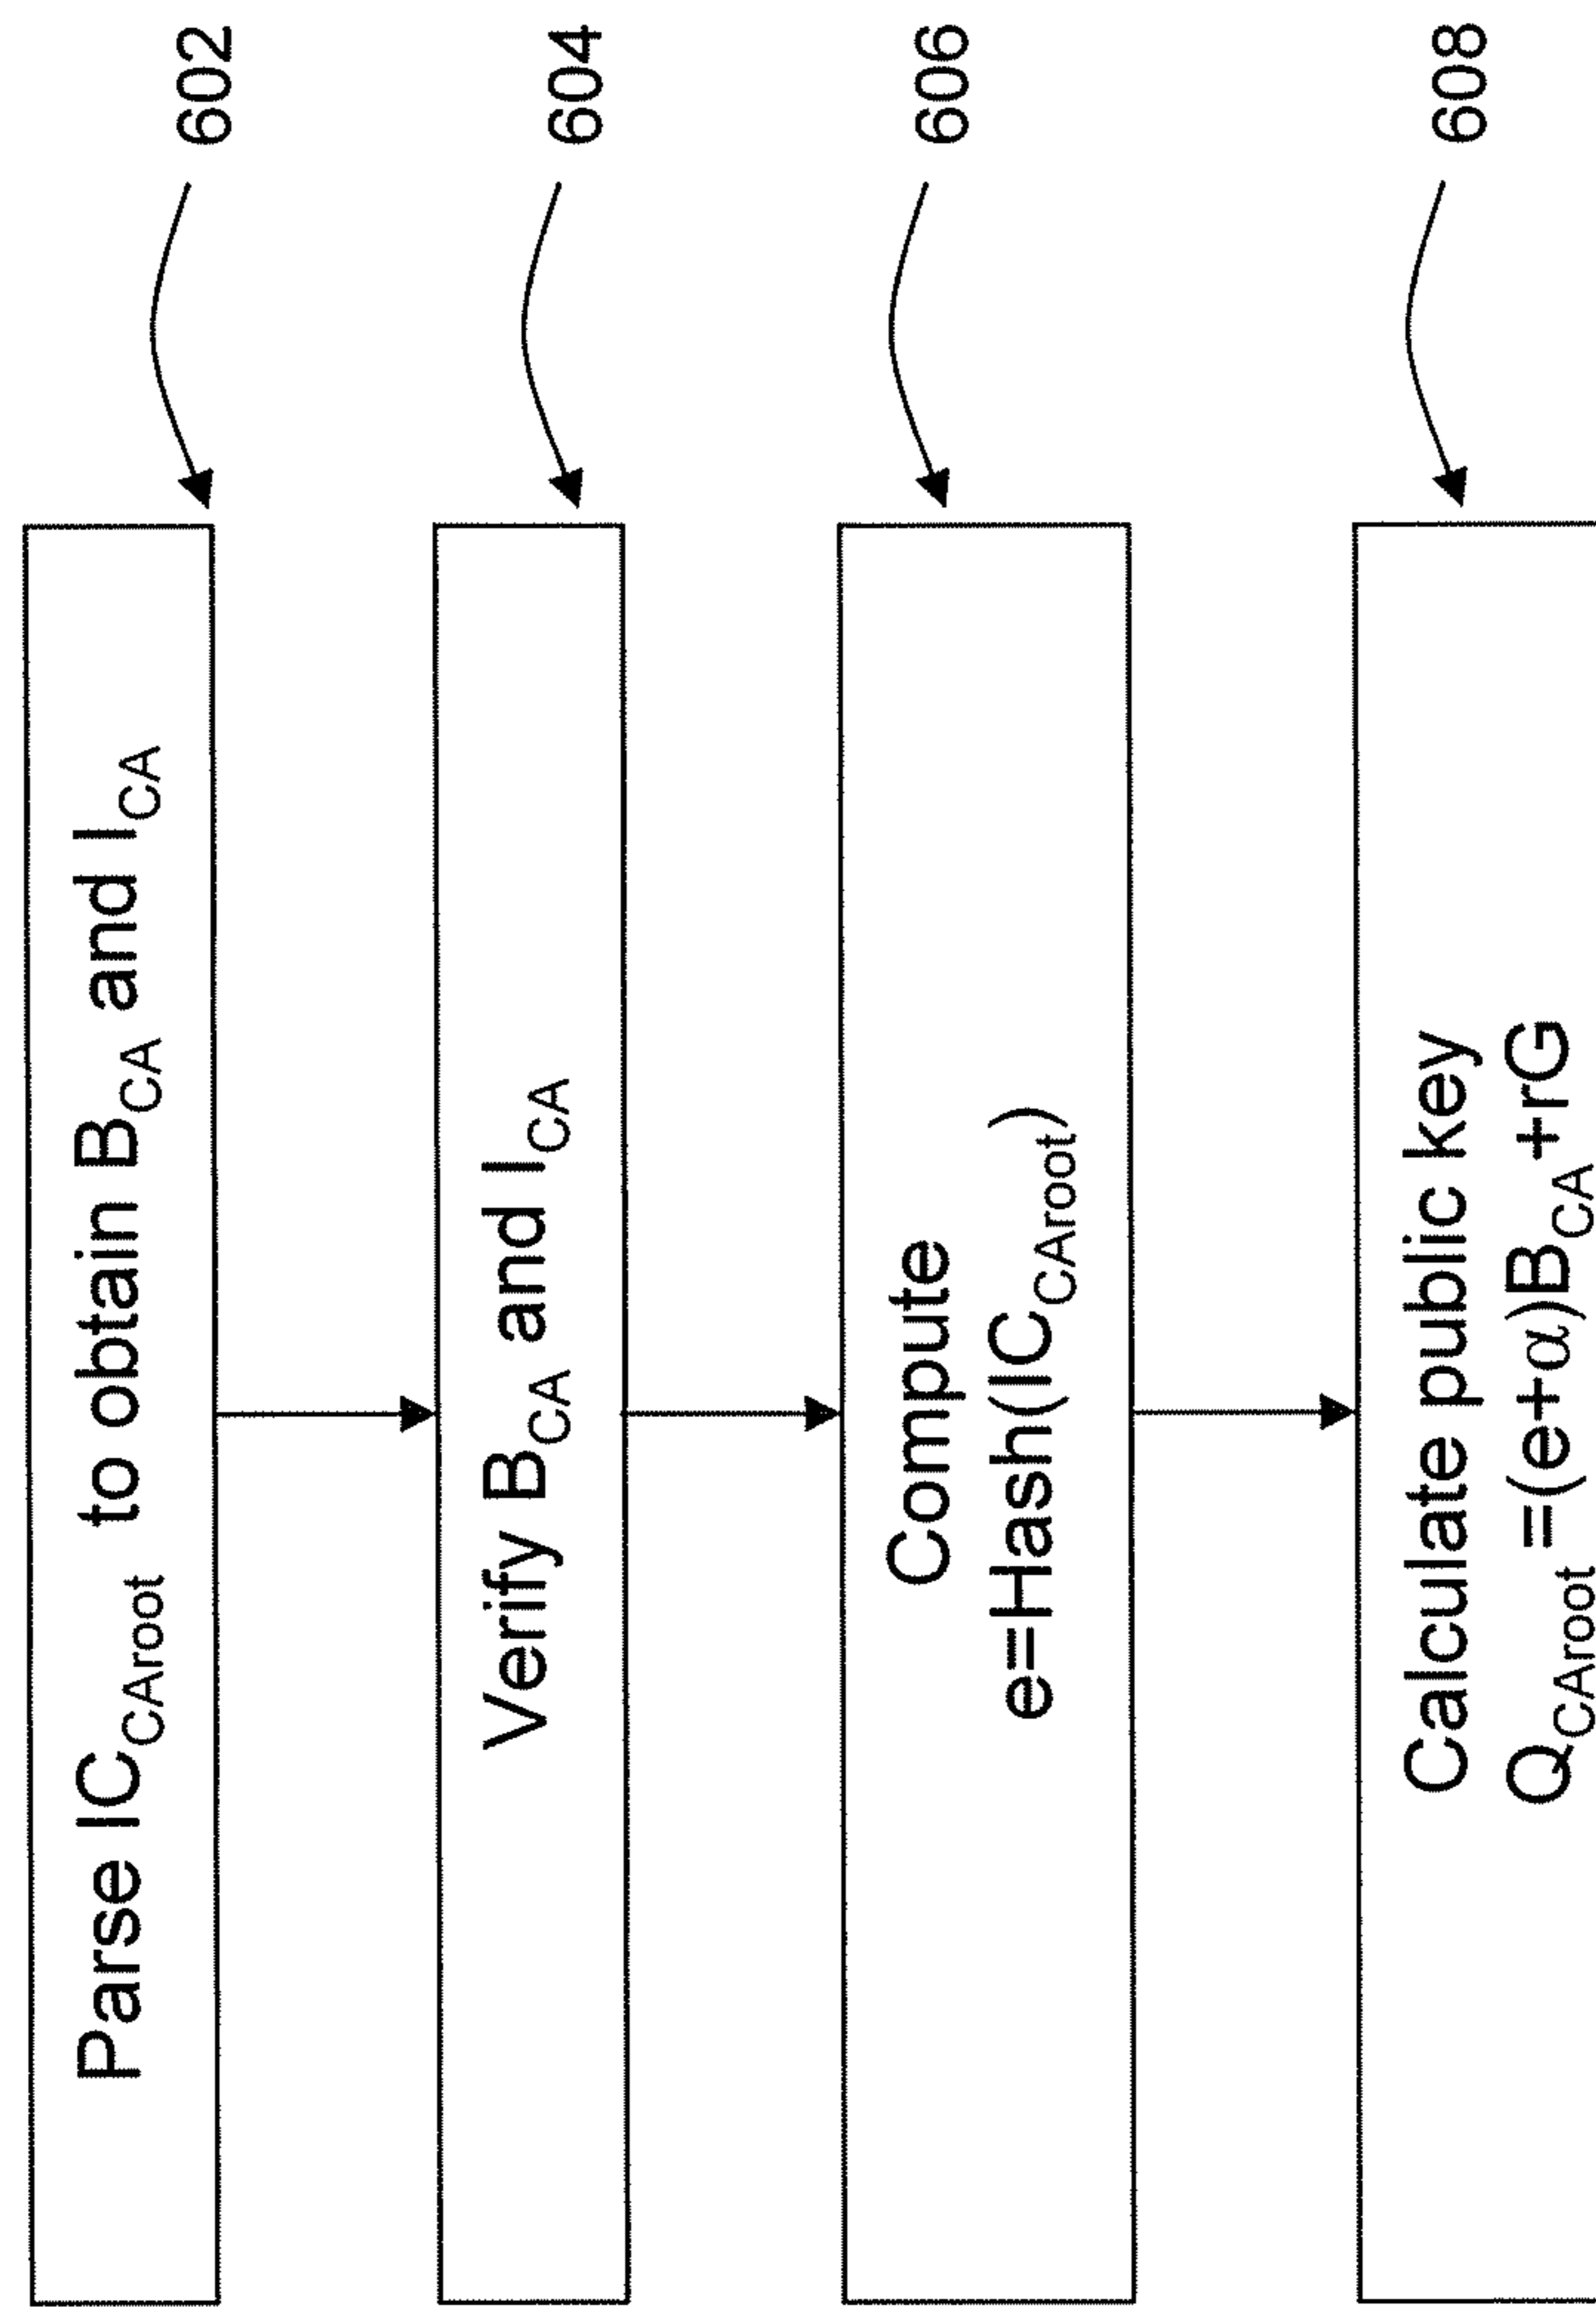 Parse IC_CAroot to obtain B_CA and I_CA
602
Verify B_CA and I_CA
604
Compute
e=Hash(IC_CAroot)
606
Calculate public key
Q_CAroot =(e+α)B_CA +rG
608